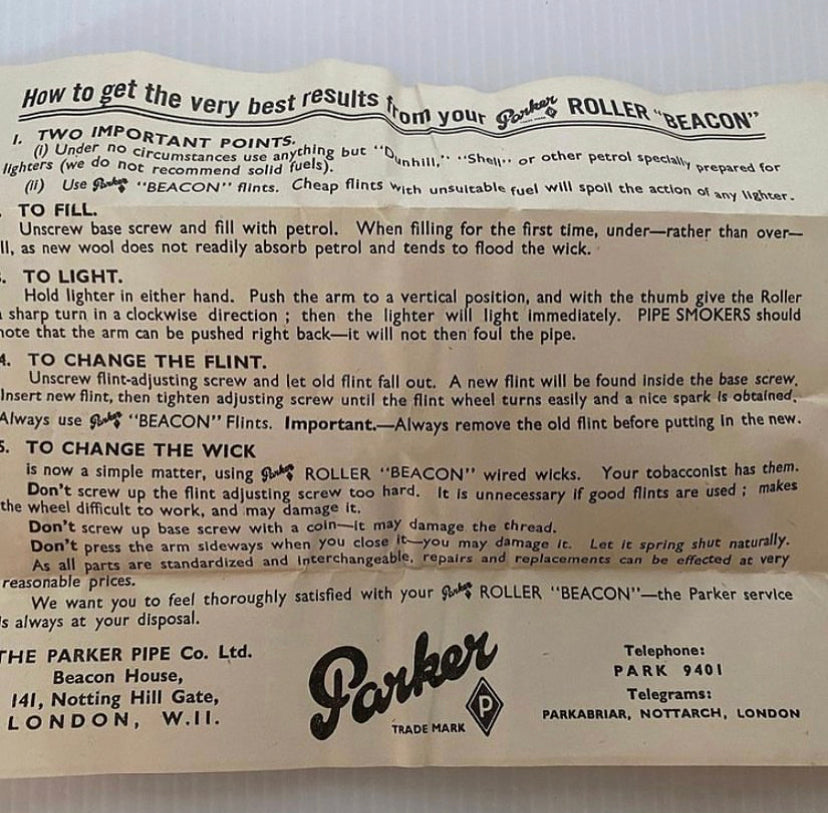 How to get the very best results from your Parker ROLLER "BEACON"
1. TWO IMPORTANT POINTS.
(i) Under no circumstances use anything but "Dunhill," "Shell" or other petrol specially prepared for
lighters (we do not recommend solid fuels).
(ii) Use Parker "BEACON" flints. Cheap flints with unsuitable fuel will spoil the action of any lighter.
. TO FILL.
Unscrew base screw and fill with petrol. When filling for the first time, under—rather than over—
ll, as new wool does not readily absorb petrol and tends to flood the wick.
. TO LIGHT.
Hold lighter in either hand. Push the arm to a vertical position, and with the thumb give the Roller
a sharp turn in a clockwise direction ; then the lighter will light immediately. PIPE SMOKERS should
note that the arm can be pushed right back—it will not then foul the pipe.
4. TO CHANGE THE FLINT.
Unscrew flint-adjusting screw and let old flint fall out. A new flint will be found inside the base screw.
Insert new flint, then tighten adjusting screw until the flint wheel turns easily and a nice spark is obtained.
Always use Parker "BEACON" Flints. Important.—Always remove the old flint before putting in the new.
5. TO CHANGE THE WICK
is now a simple matter, using Parker ROLLER "BEACON" wired wicks. Your tobacconist has them.
Don't screw up the flint adjusting screw too hard. It is unnecessary if good flints are used ; makes
the wheel difficult to work, and may damage it.
Don't screw up base screw with a coin—it may damage the thread.
Don't press the arm sideways when you close it—you may damage it. Let it spring shut naturally.
As all parts are standardized and interchangeable, repairs and replacements can be effected at very
reasonable prices.
We want you to feel thoroughly satisfied with your Parker ROLLER "BEACON"—the Parker service
is always at your disposal.
THE PARKER PIPE Co. Ltd.
Beacon House,
141, Notting Hill Gate,
LONDON, W.11.
Parker
P
TRADE MARK
Telephone:
PARK 9401
Telegrams:
PARKABRIAR, NOTTARCH, LONDON